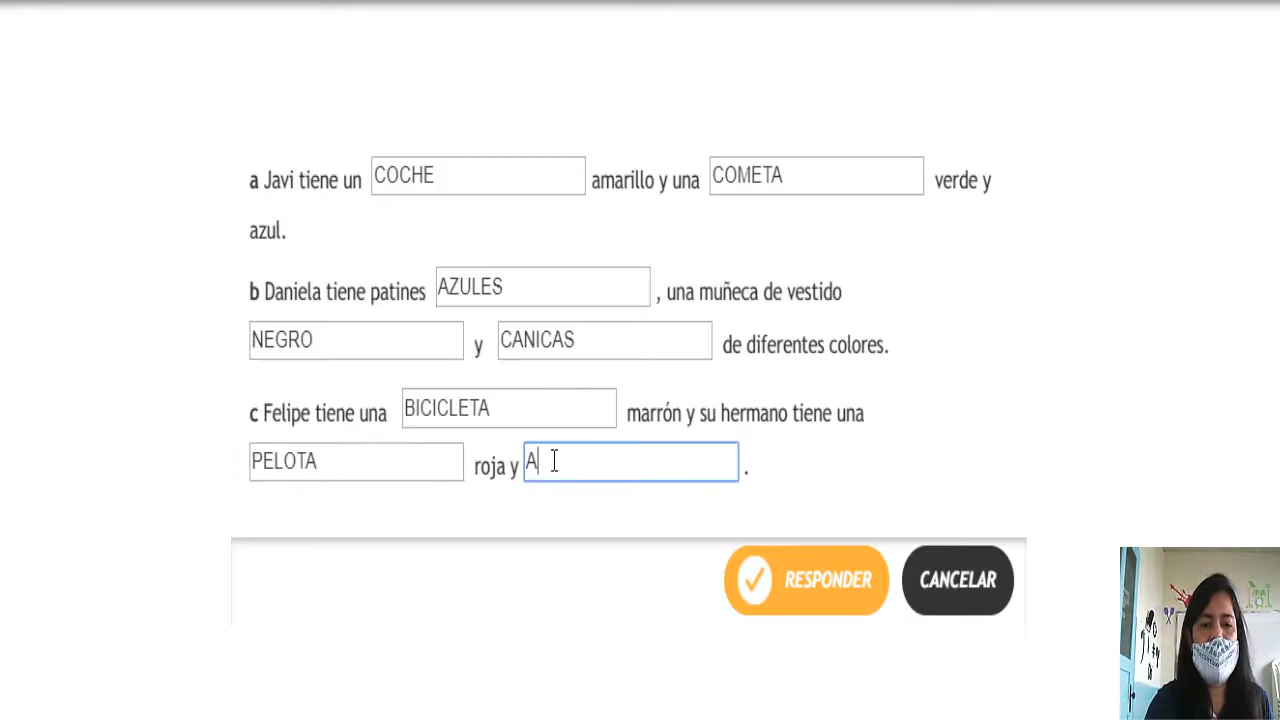 a Javi tiene un COCHE amarillo y una COMETA verde y
azul.
b Daniela tiene patines AZULES , una muñeca de vestido
NEGRO y CANICAS de diferentes colores.
c Felipe tiene una BICICLETA marrón y su hermano tiene una
PELOTA roja y A .
RESPONDER CANCELAR